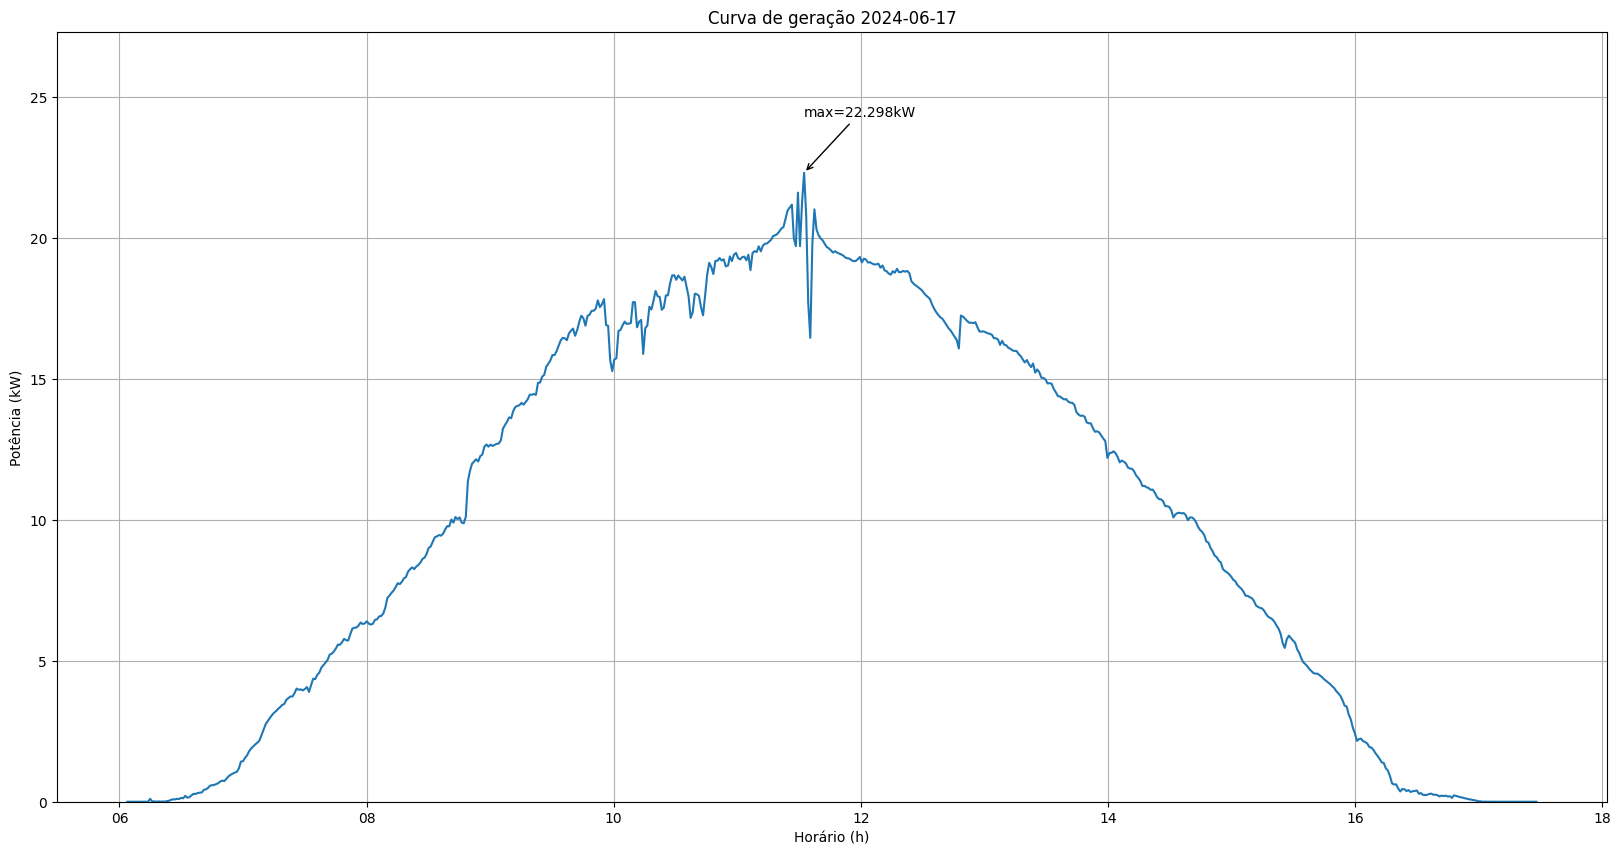 Curva de geração 2024-06-17
max=22.298kW
25
20
15
10
5
0
Potência (kW)
06 08 10 12 14 16 18
Horário (h)